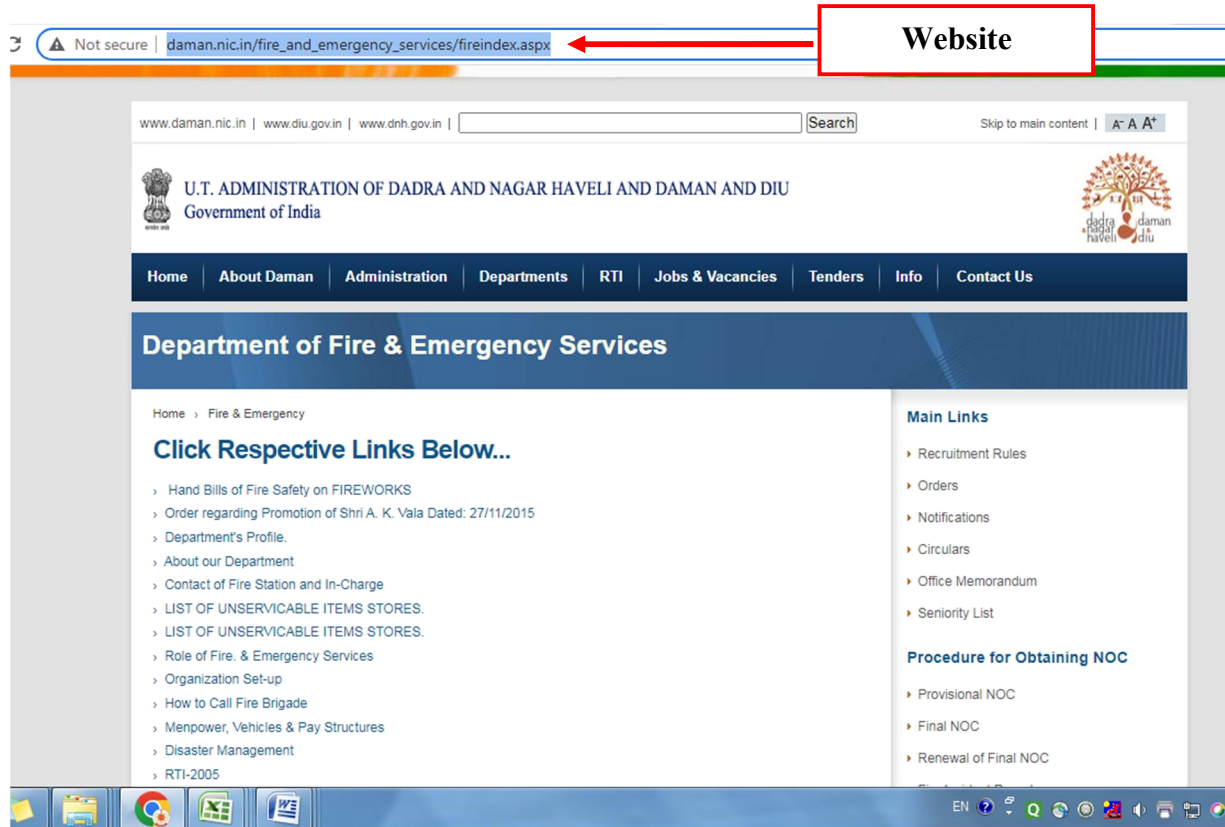 Website
Not secure | daman.nic.in/fire_and_emergency_services/fireindex.aspx
www.daman.nic.in | www.diu.gov.in | www.dnh.gov.in | Search Skip to main content | A- A A+
U.T. ADMINISTRATION OF DADRA AND NAGAR HAVELI AND DAMAN AND DIU
Government of India
dadra & nagar haveli & daman diu
Home About Daman Administration Departments RTI Jobs & Vacancies Tenders Info Contact Us
Department of Fire & Emergency Services
Home › Fire & Emergency
Click Respective Links Below...
› Hand Bills of Fire Safety on FIREWORKS
› Order regarding Promotion of Shri A. K. Vala Dated: 27/11/2015
› Department's Profile.
› About our Department
› Contact of Fire Station and In-Charge
› LIST OF UNSERVICABLE ITEMS STORES.
› LIST OF UNSERVICABLE ITEMS STORES.
› Role of Fire. & Emergency Services
› Organization Set-up
› How to Call Fire Brigade
› Menpower, Vehicles & Pay Structures
› Disaster Management
› RTI-2005
Main Links
Recruitment Rules
Orders
Notifications
Circulars
Office Memorandum
Seniority List
Procedure for Obtaining NOC
Provisional NOC
Final NOC
Renewal of Final NOC
EN